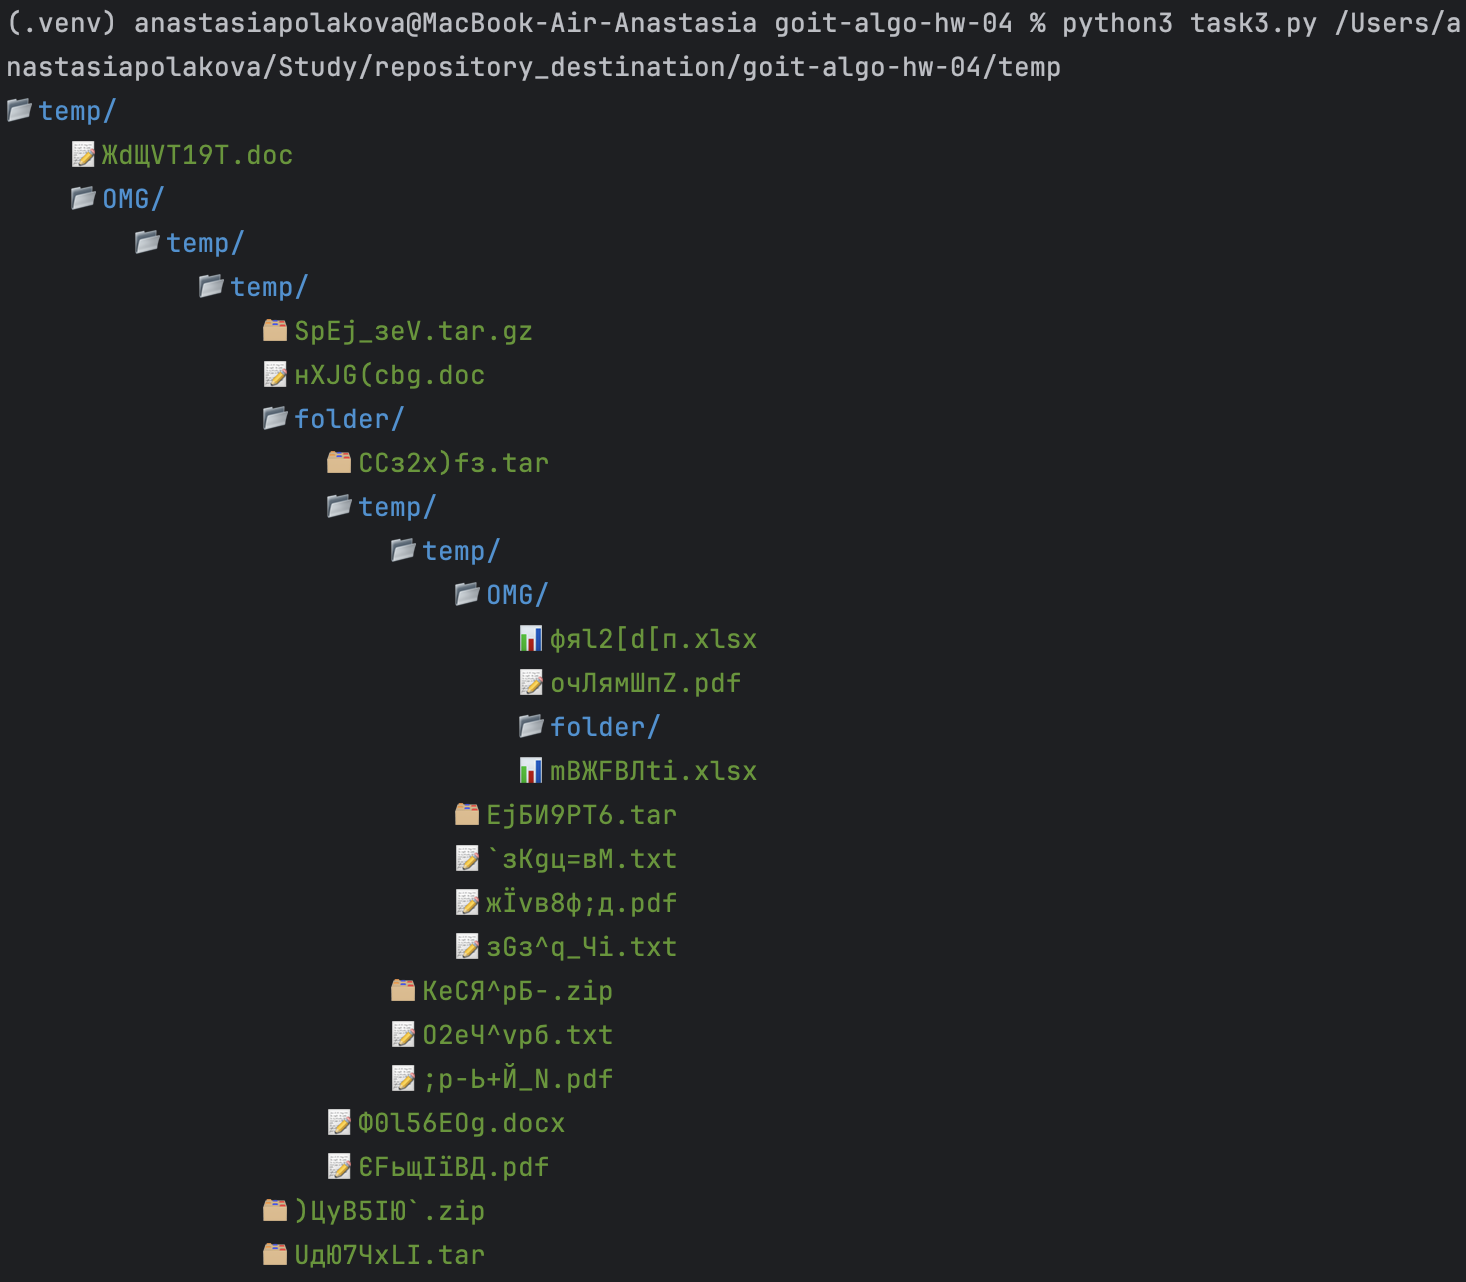 (.venv) anastasiapolakova@MacBook-Air-Anastasia goit-algo-hw-04 % python3 task3.py /Users/a
nastasiapolakova/Study/repository_destination/goit-algo-hw-04/temp
temp/
ЖdЩVT19T.doc
OMG/
temp/
temp/
SpEj_зeV.tar.gz
нXJG(cbg.doc
folder/
CCз2x)fз.tar
temp/
temp/
OMG/
фяl2[d[п.xlsx
очЛямШпZ.pdf
folder/
mВЖFВЛti.xlsx
EjБИ9PT6.tar
`зKgц=вM.txt
жЇvв8ф;д.pdf
зGз^q_Чi.txt
KeCЯ^pБ-.zip
O2eЧ^vpб.txt
;p-Ь+Й_N.pdf
Ф0l56EOg.docx
ЄFьщIїВД.pdf
)ЦyB5IЮ`.zip
UдЮ7ЧxLI.tar